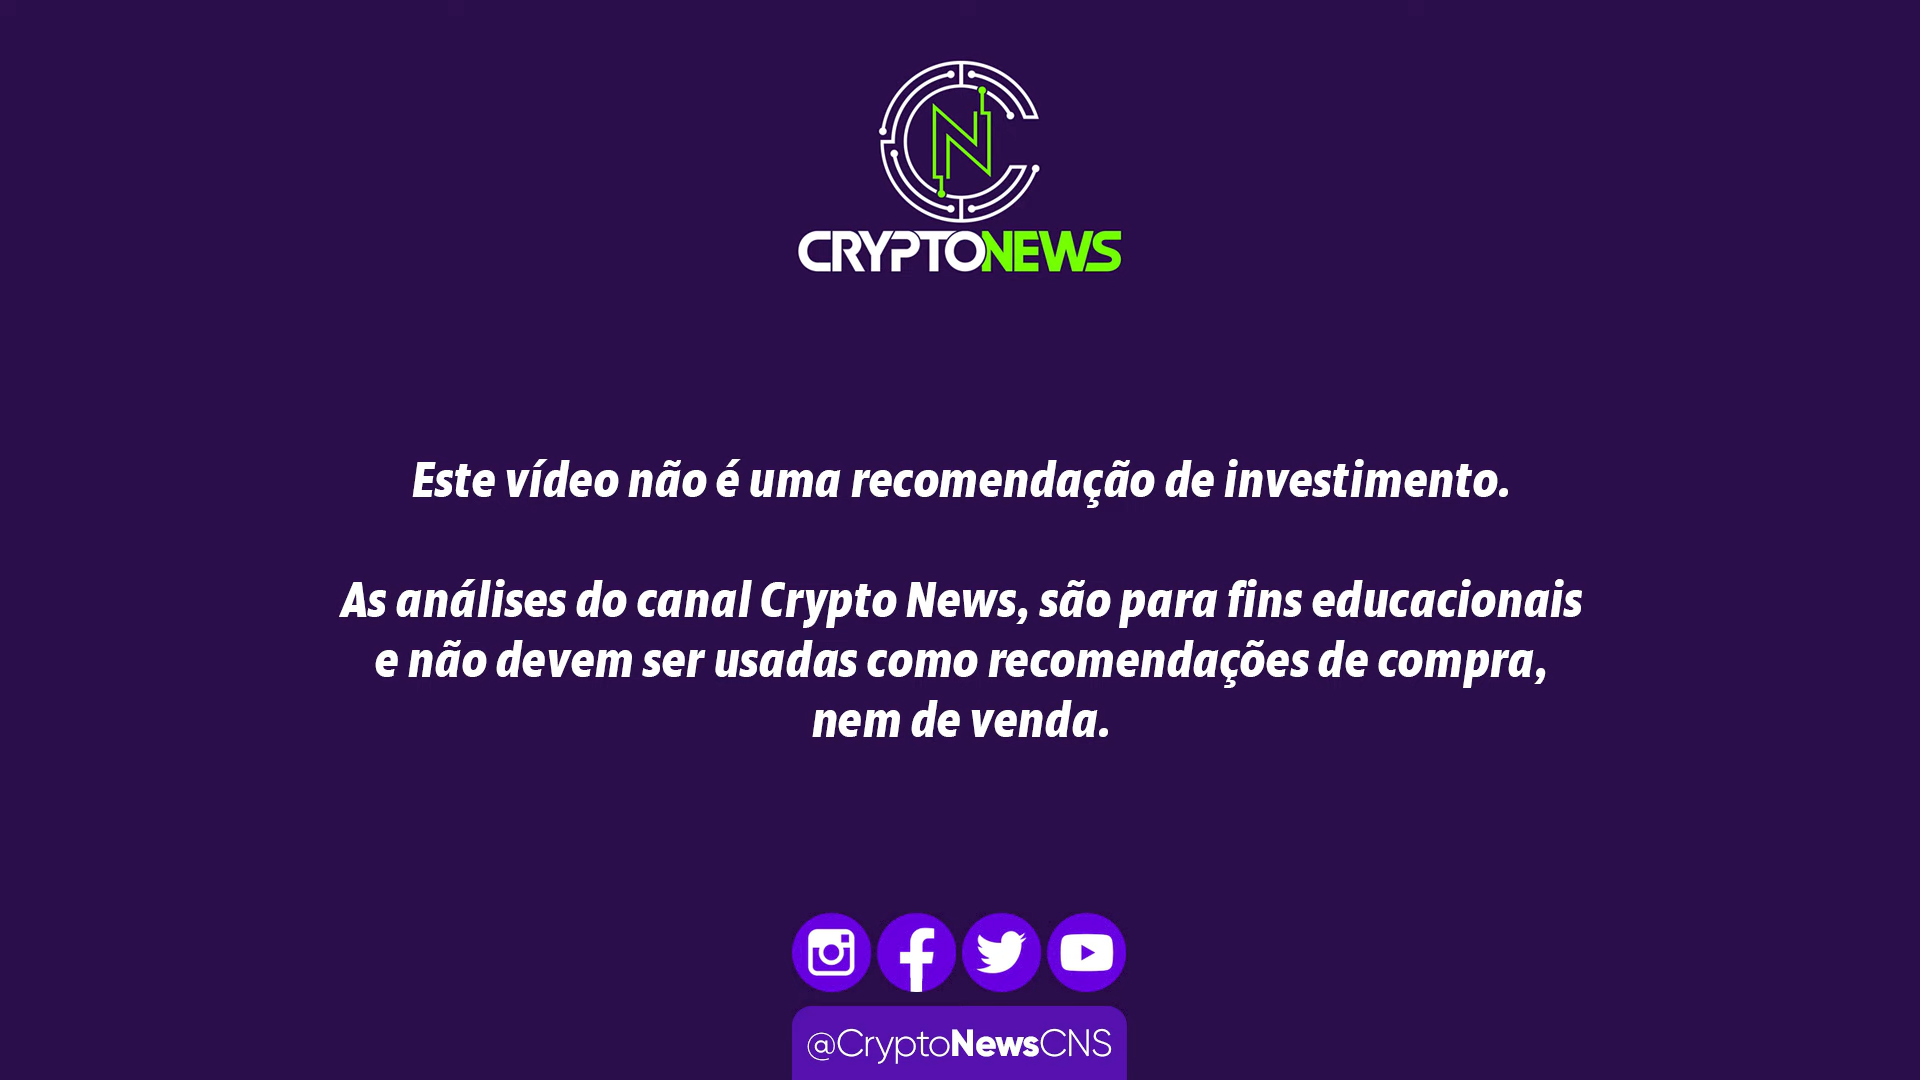 CN
CRYPTONEWS
Este vídeo não é uma recomendação de investimento.
As análises do canal Crypto News, são para fins educacionais
e não devem ser usadas como recomendações de compra,
nem de venda.
@CryptoNewsCNS